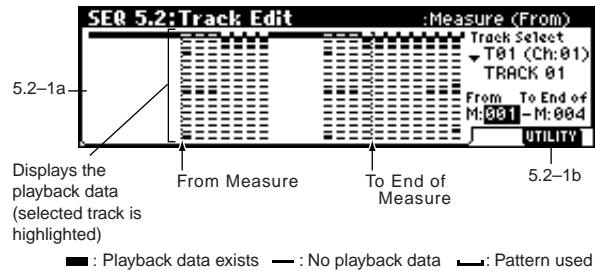 SEQ 5.2:Track Edit :Measure (From)
Track Select
T01 (Ch:01)
TRACK 01
From To End of
M:001–M:004
UTILITY
5.2–1a
5.2–1b
Displays the
playback data
(selected track is
highlighted)
From Measure
To End of
Measure
: Playback data exists : No playback data : Pattern used